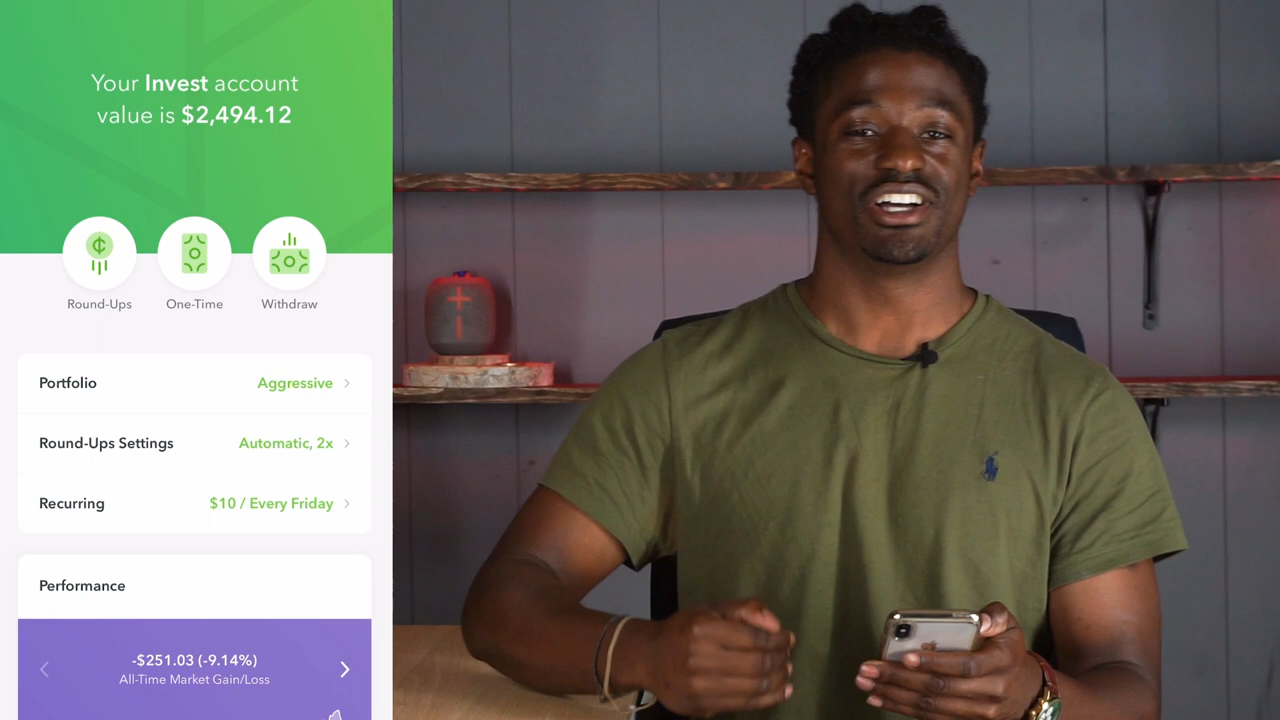 Your Invest account
value is $2,494.12
Round-Ups One-Time Withdraw
Portfolio Aggressive
Round-Ups Settings Automatic, 2x
Recurring $10 / Every Friday
Performance
-$251.03 (-9.14%)
All-Time Market Gain/Loss